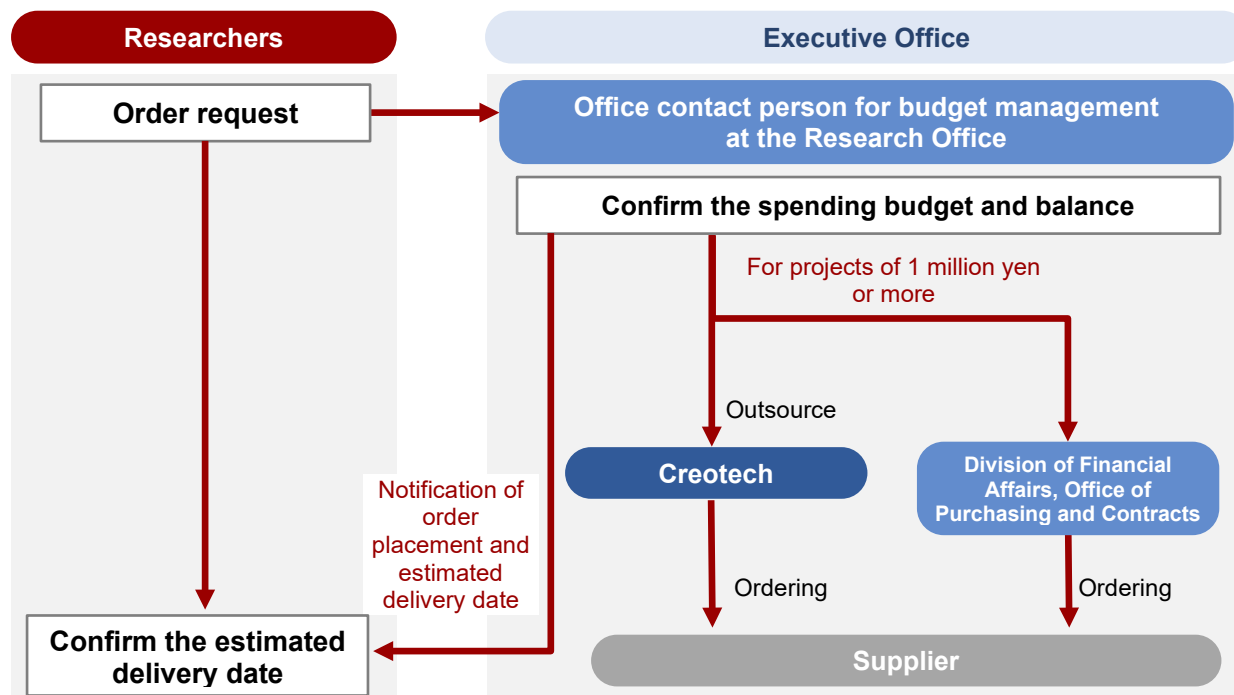 Researchers
Executive Office
Order request
Office contact person for budget management
at the Research Office
Confirm the spending budget and balance
For projects of 1 million yen
or more
Outsource
Creotech
Division of Financial
Affairs, Office of
Purchasing and Contracts
Notification of
order
placement and
estimated
delivery date
Ordering
Ordering
Confirm the estimated
delivery date
Supplier